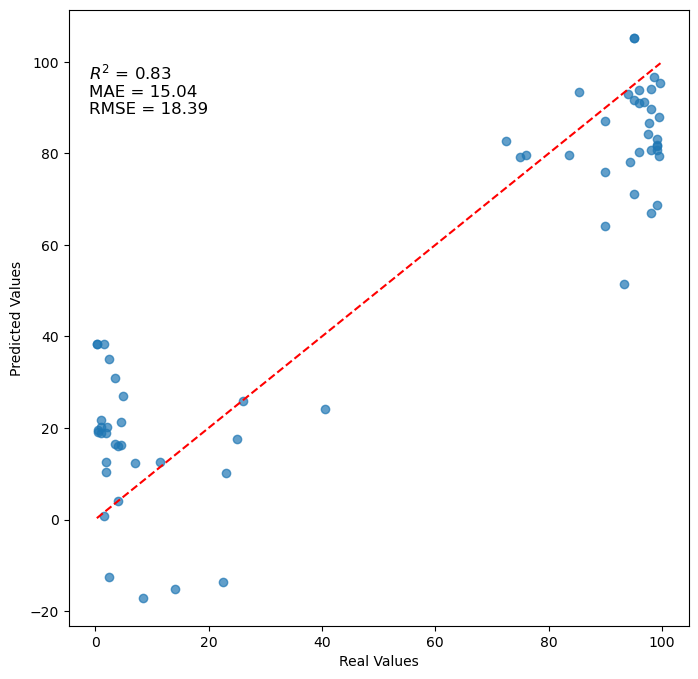 R² = 0.83
MAE = 15.04
RMSE = 18.39
Predicted Values
100
80
60
40
20
0
−20
0 20 40 60 80 100
Real Values